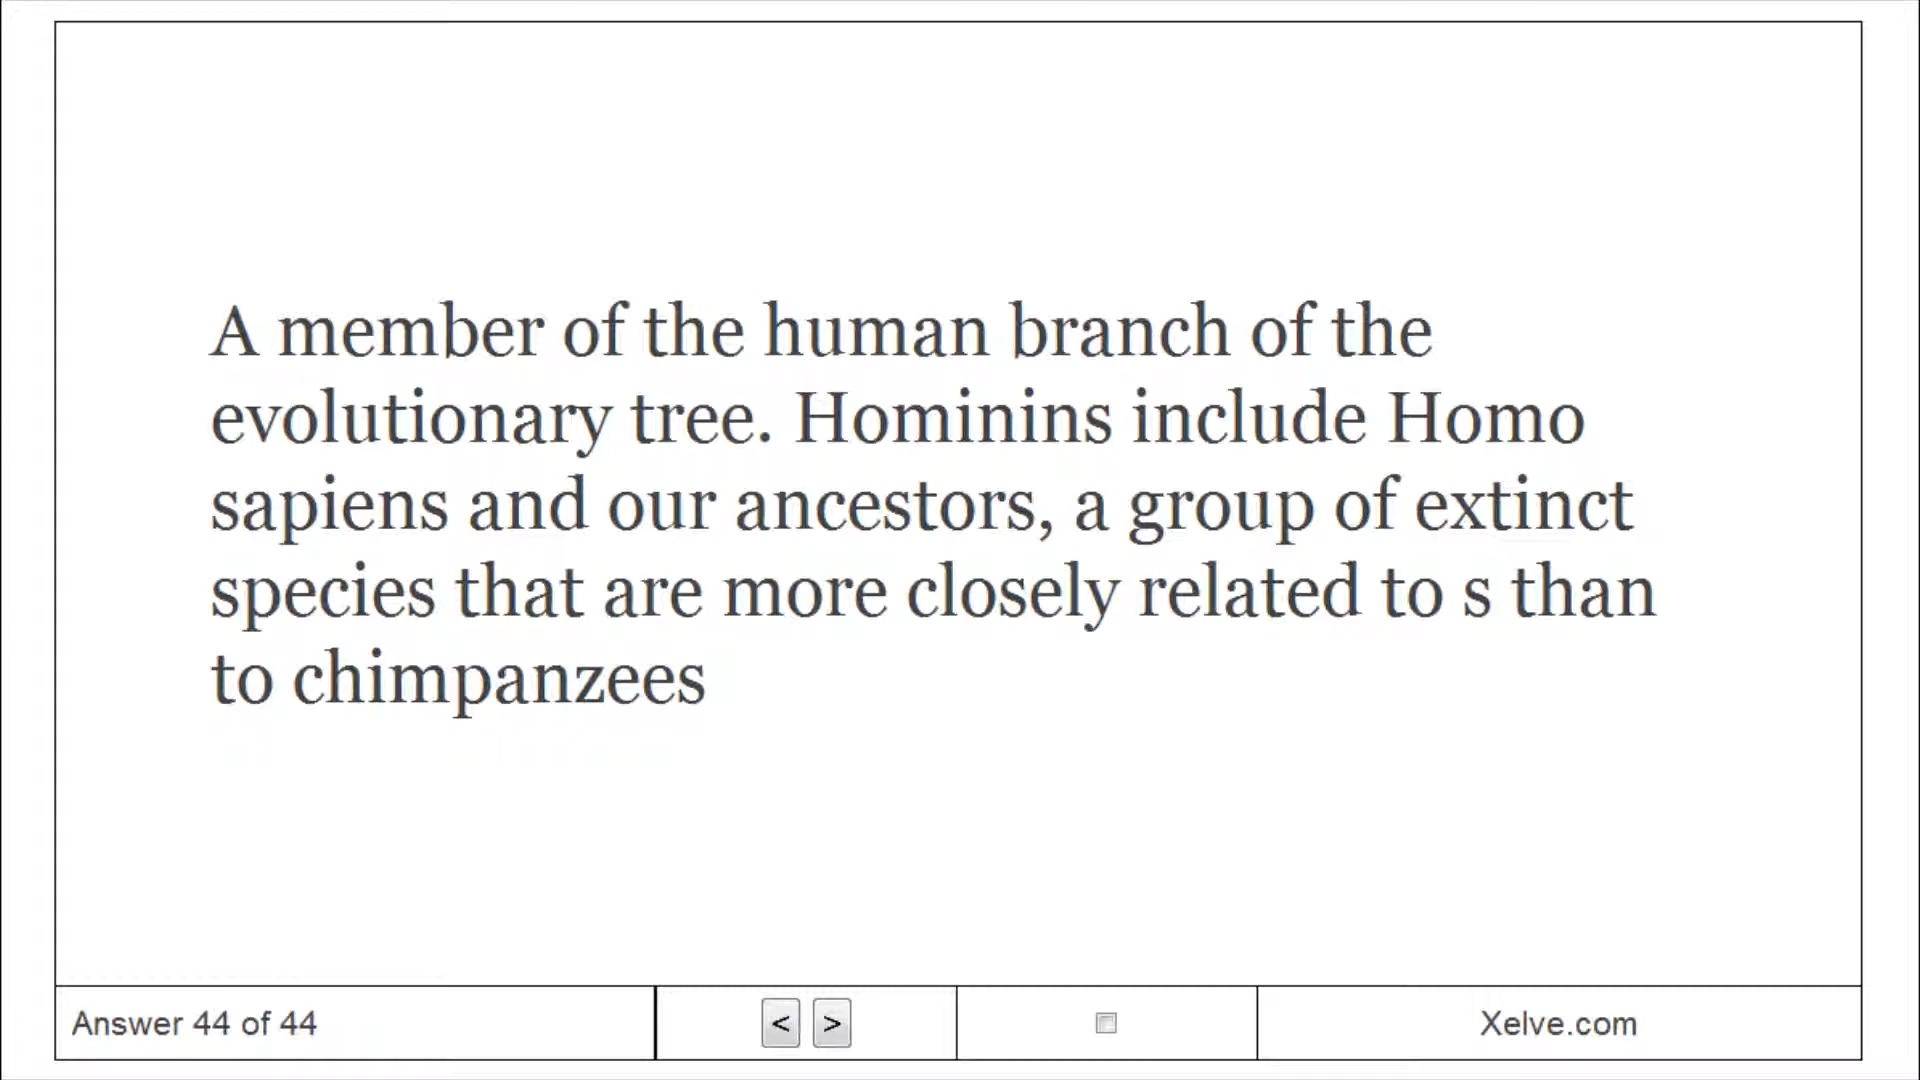 A member of the human branch of the
evolutionary tree. Hominins include Homo
sapiens and our ancestors, a group of extinct
species that are more closely related to s than
to chimpanzees
Answer 44 of 44
< >
Xelve.com